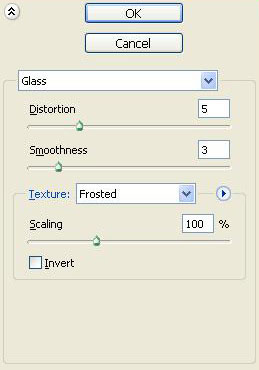 OK
Cancel
Glass
Distortion 5
Smoothness 3
Texture: Frosted
Scaling 100 %
Invert